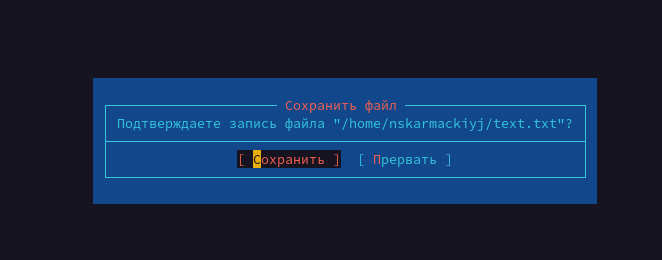 Сохранить файл
Подтверждаете запись файла "/home/nskarmackiyj/text.txt"?
[ Сохранить ] [ Прервать ]